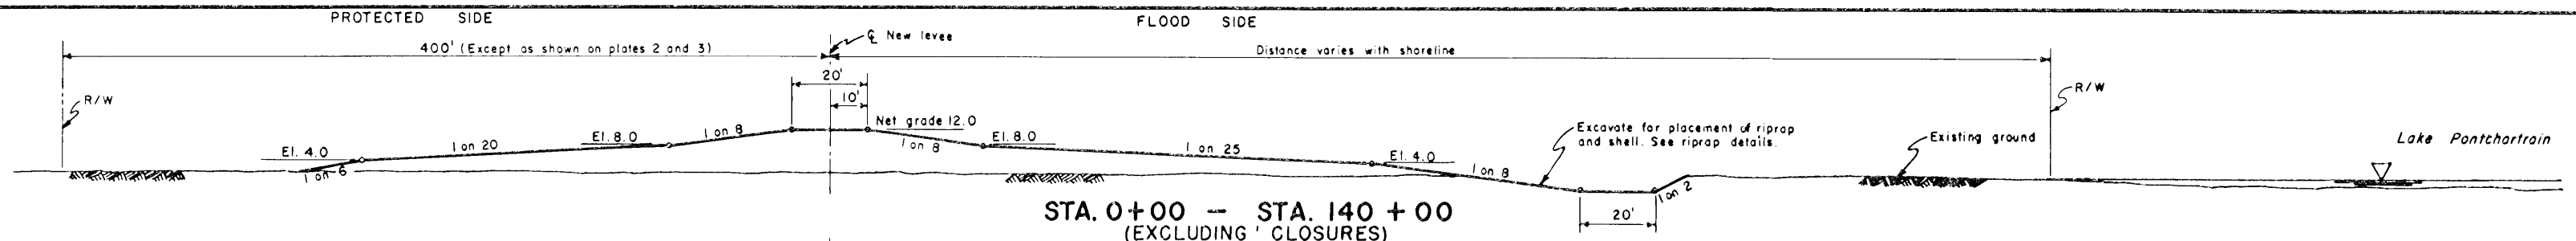 PROTECTED SIDE
FLOOD SIDE
400' (Except as shown on plates 2 and 3)
℄ New levee
Distance varies with shoreline
20'
10'
R/W
R/W
Net grade 12.0
El. 8.0
1 on 8
El. 4.0
1 on 20
1 on 6
1 on 8
El. 8.0
1 on 25
El. 4.0
1 on 8
Excavate for placement of riprap
and shell. See riprap details.
Existing ground
Lake Pontchartrain
1 on 2
20'
STA. 0+00 - STA. 140+00
(EXCLUDING ' CLOSURES)